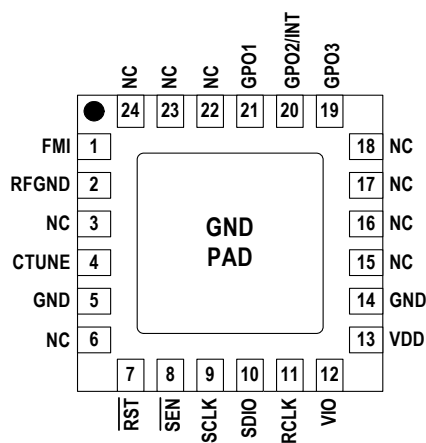 NC NC NC GPO1 GPO2/INT GPO3
24 23 22 21 20 19
FMI 1 18 NC
RFGND 2 17 NC
NC 3 16 NC
CTUNE 4 15 NC
GND 5 14 GND
NC 6 13 VDD
GND
PAD
7 8 9 10 11 12
RST SEN SCLK SDIO RCLK VIO